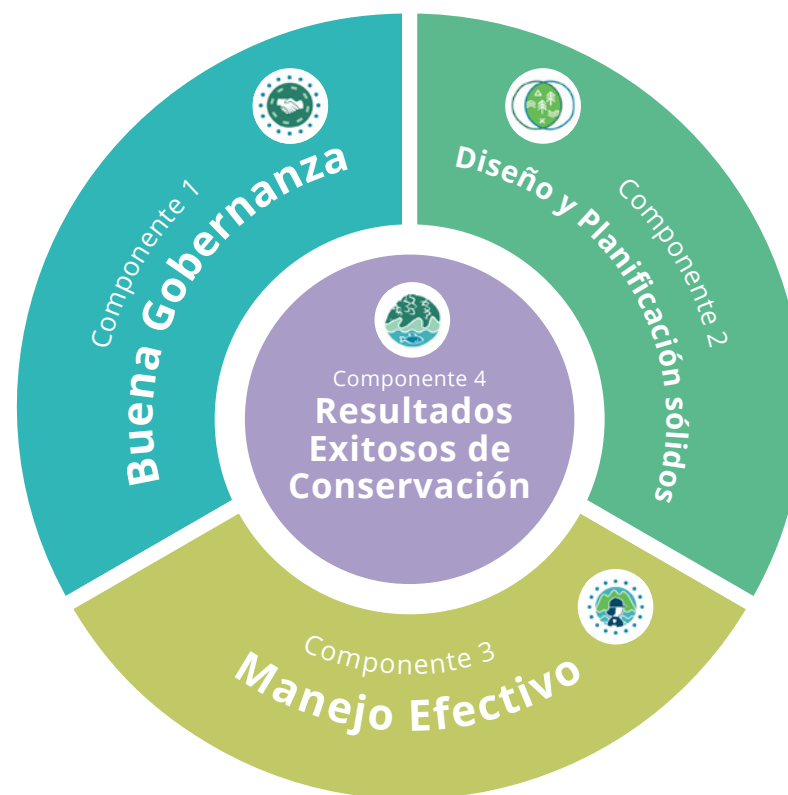 Componente 1
Buena Gobernanza
Componente 2
Diseño y Planificación sólidos
Componente 3
Manejo Efectivo
Componente 4
Resultados
Exitosos de
Conservación